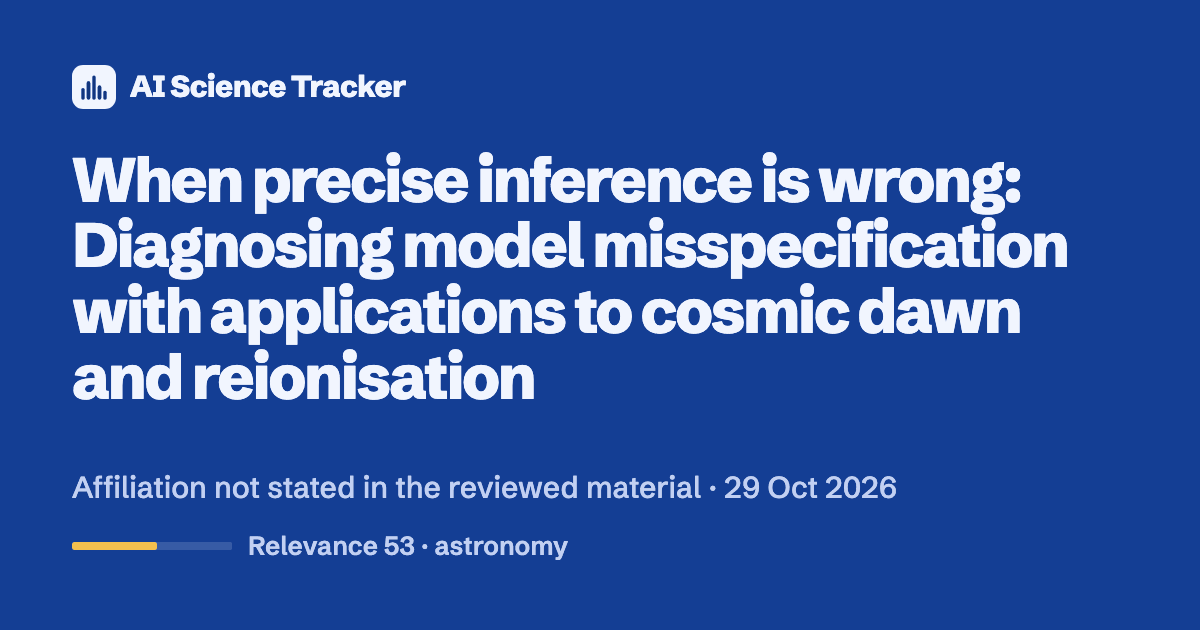 AI Science Tracker
When precise inference is wrong:
Diagnosing model misspecification
with applications to cosmic dawn
and reionisation
Affiliation not stated in the reviewed material · 29 Oct 2026
Relevance 53 · astronomy